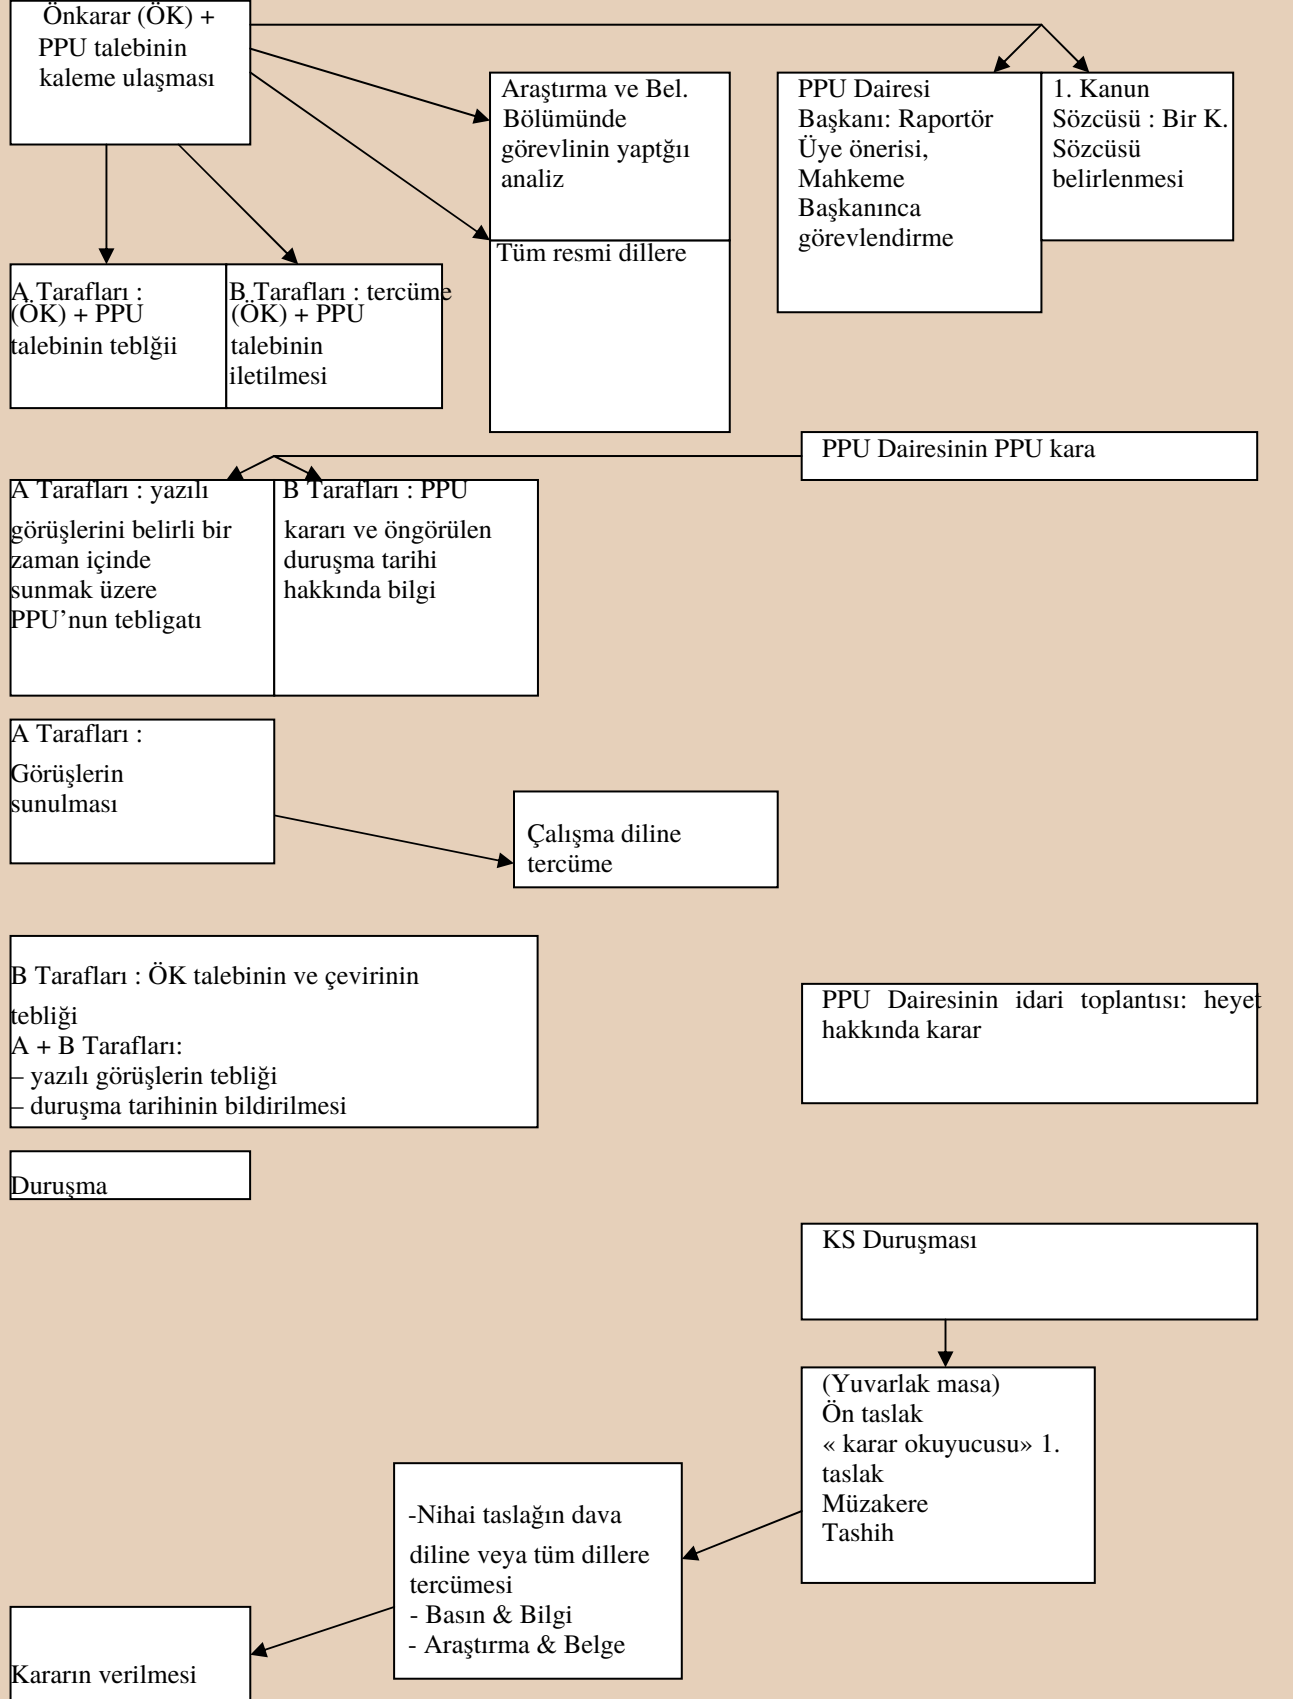 Önkarar (ÖK) +
PPU talebinin
kaleme ulaşması
Araştırma ve Bel.
Bölümünde
görevlinin yaptğıı
analiz
PPU Dairesi
Başkanı: Raportör
Üye önerisi,
Mahkeme
Başkanınca
görevlendirme
1. Kanun
Sözcüsü : Bir K.
Sözcüsü
belirlenmesi
Tüm resmi dillere
A Tarafları :
(ÖK) + PPU
talebinin teblğii
B Tarafları : tercüme
(ÖK) + PPU
talebinin
iletilmesi
PPU Dairesinin PPU kara
A Tarafları : yazılı
görüşlerini belirli bir
zaman içinde
sunmak üzere
PPU’nun tebligatı
B Tarafları : PPU
kararı ve öngörülen
duruşma tarihi
hakkında bilgi
A Tarafları :
Görüşlerin
sunulması
Çalışma diline
tercüme
B Tarafları : ÖK talebinin ve çevirinin
tebliği
A + B Tarafları:
– yazılı görüşlerin tebliği
– duruşma tarihinin bildirilmesi
PPU Dairesinin idari toplantısı: heyet
hakkında karar
Duruşma
KS Duruşması
(Yuvarlak masa)
Ön taslak
« karar okuyucusu» 1.
taslak
Müzakere
Tashih
-Nihai taslağın dava
diline veya tüm dillere
tercümesi
- Basın & Bilgi
- Araştırma & Belge
Kararın verilmesi